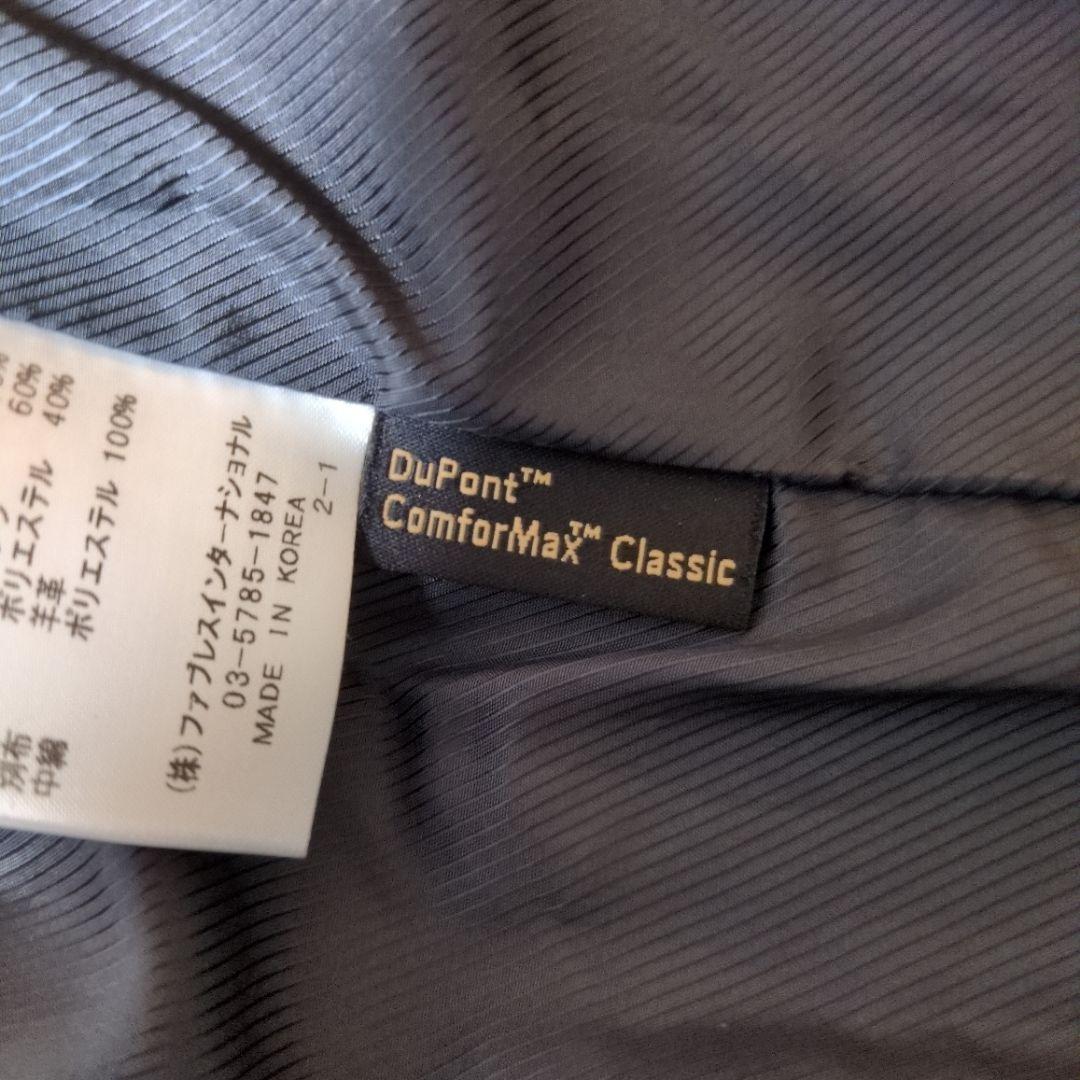 60%
ポリエステル 40%
羊革
ポリエステル 100%
別布
中綿
(株)ファブレスインターナショナル
03-5785-1847
MADE IN KOREA
2-1
DuPont™
ComforMax™ Classic